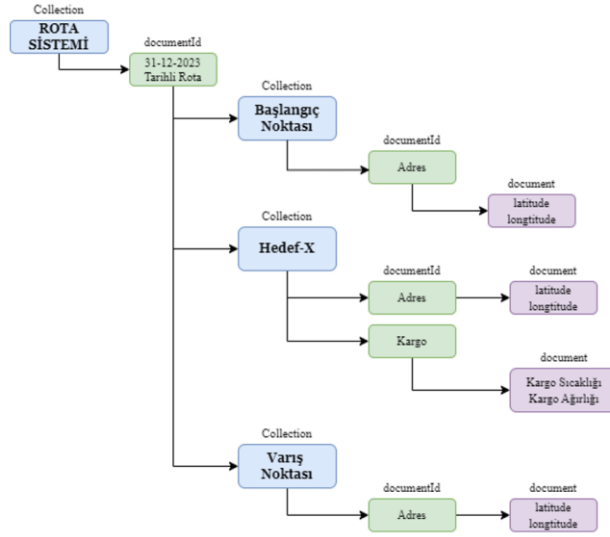 Collection
ROTA
SİSTEMİ
documentId
31-12-2023
Tarihli Rota
Collection
Başlangıç
Noktası
documentId
Adres
document
latitude
longtitude
Collection
Hedef-X
documentId
Adres
document
latitude
longtitude
Kargo
document
Kargo Sıcaklığı
Kargo Ağırlığı
Collection
Varış
Noktası
documentId
Adres
document
latitude
longtitude